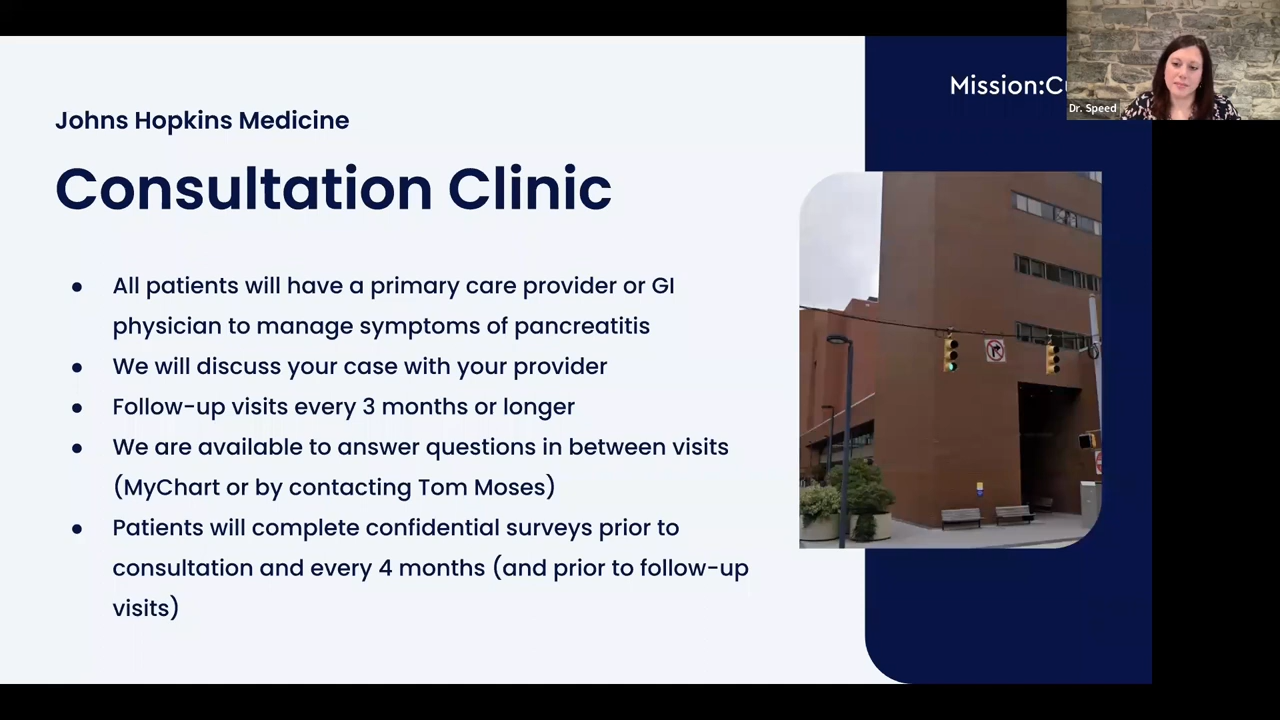 Mission:Cu
Dr. Speed
Johns Hopkins Medicine
Consultation Clinic
● All patients will have a primary care provider or GI
physician to manage symptoms of pancreatitis
● We will discuss your case with your provider
● Follow-up visits every 3 months or longer
● We are available to answer questions in between visits
(MyChart or by contacting Tom Moses)
● Patients will complete confidential surveys prior to
consultation and every 4 months (and prior to follow-up
visits)